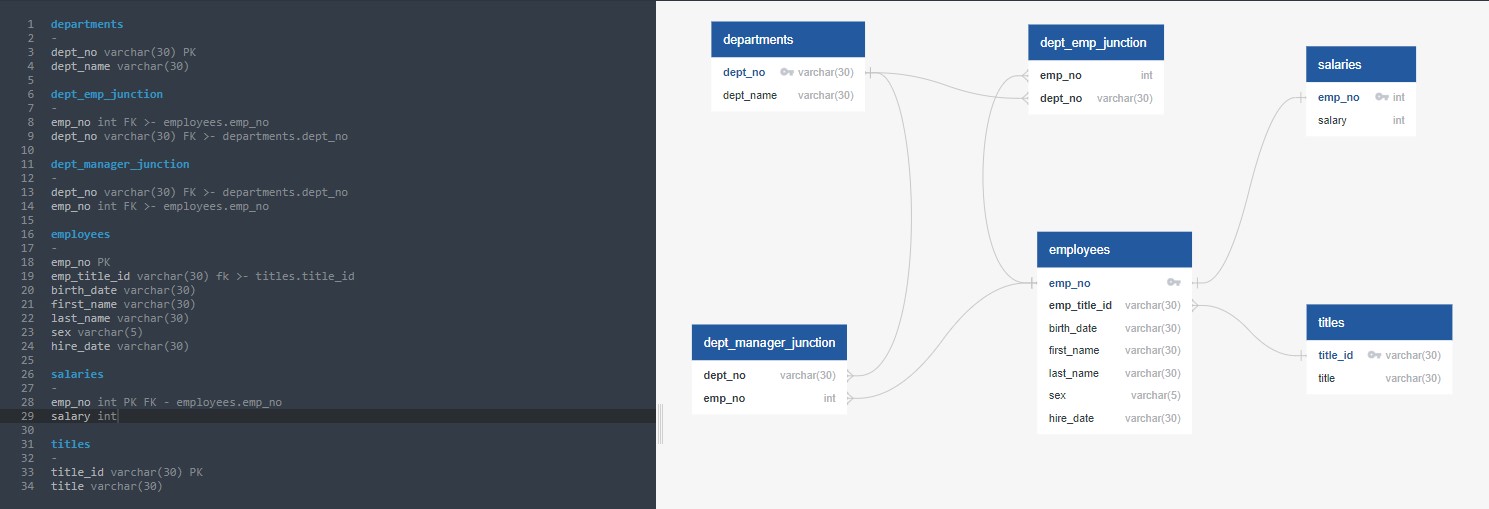 1 departments
2 -
3 dept_no varchar(30) PK
4 dept_name varchar(30)
5
6 dept_emp_junction
7 -
8 emp_no int FK >- employees.emp_no
9 dept_no varchar(30) FK >- departments.dept_no
10
11 dept_manager_junction
12 -
13 dept_no varchar(30) FK >- departments.dept_no
14 emp_no int FK >- employees.emp_no
15
16 employees
17 -
18 emp_no PK
19 emp_title_id varchar(30) fk >- titles.title_id
20 birth_date varchar(30)
21 first_name varchar(30)
22 last_name varchar(30)
23 sex varchar(5)
24 hire_date varchar(30)
25
26 salaries
27 -
28 emp_no int PK FK - employees.emp_no
29 salary int
30
31 titles
32 -
33 title_id varchar(30) PK
34 title varchar(30)
departments
dept_no varchar(30)
dept_name varchar(30)
dept_emp_junction
emp_no int
dept_no varchar(30)
salaries
emp_no int
salary int
employees
emp_no
emp_title_id varchar(30)
birth_date varchar(30)
first_name varchar(30)
last_name varchar(30)
sex varchar(5)
hire_date varchar(30)
dept_manager_junction
dept_no varchar(30)
emp_no int
titles
title_id varchar(30)
title varchar(30)